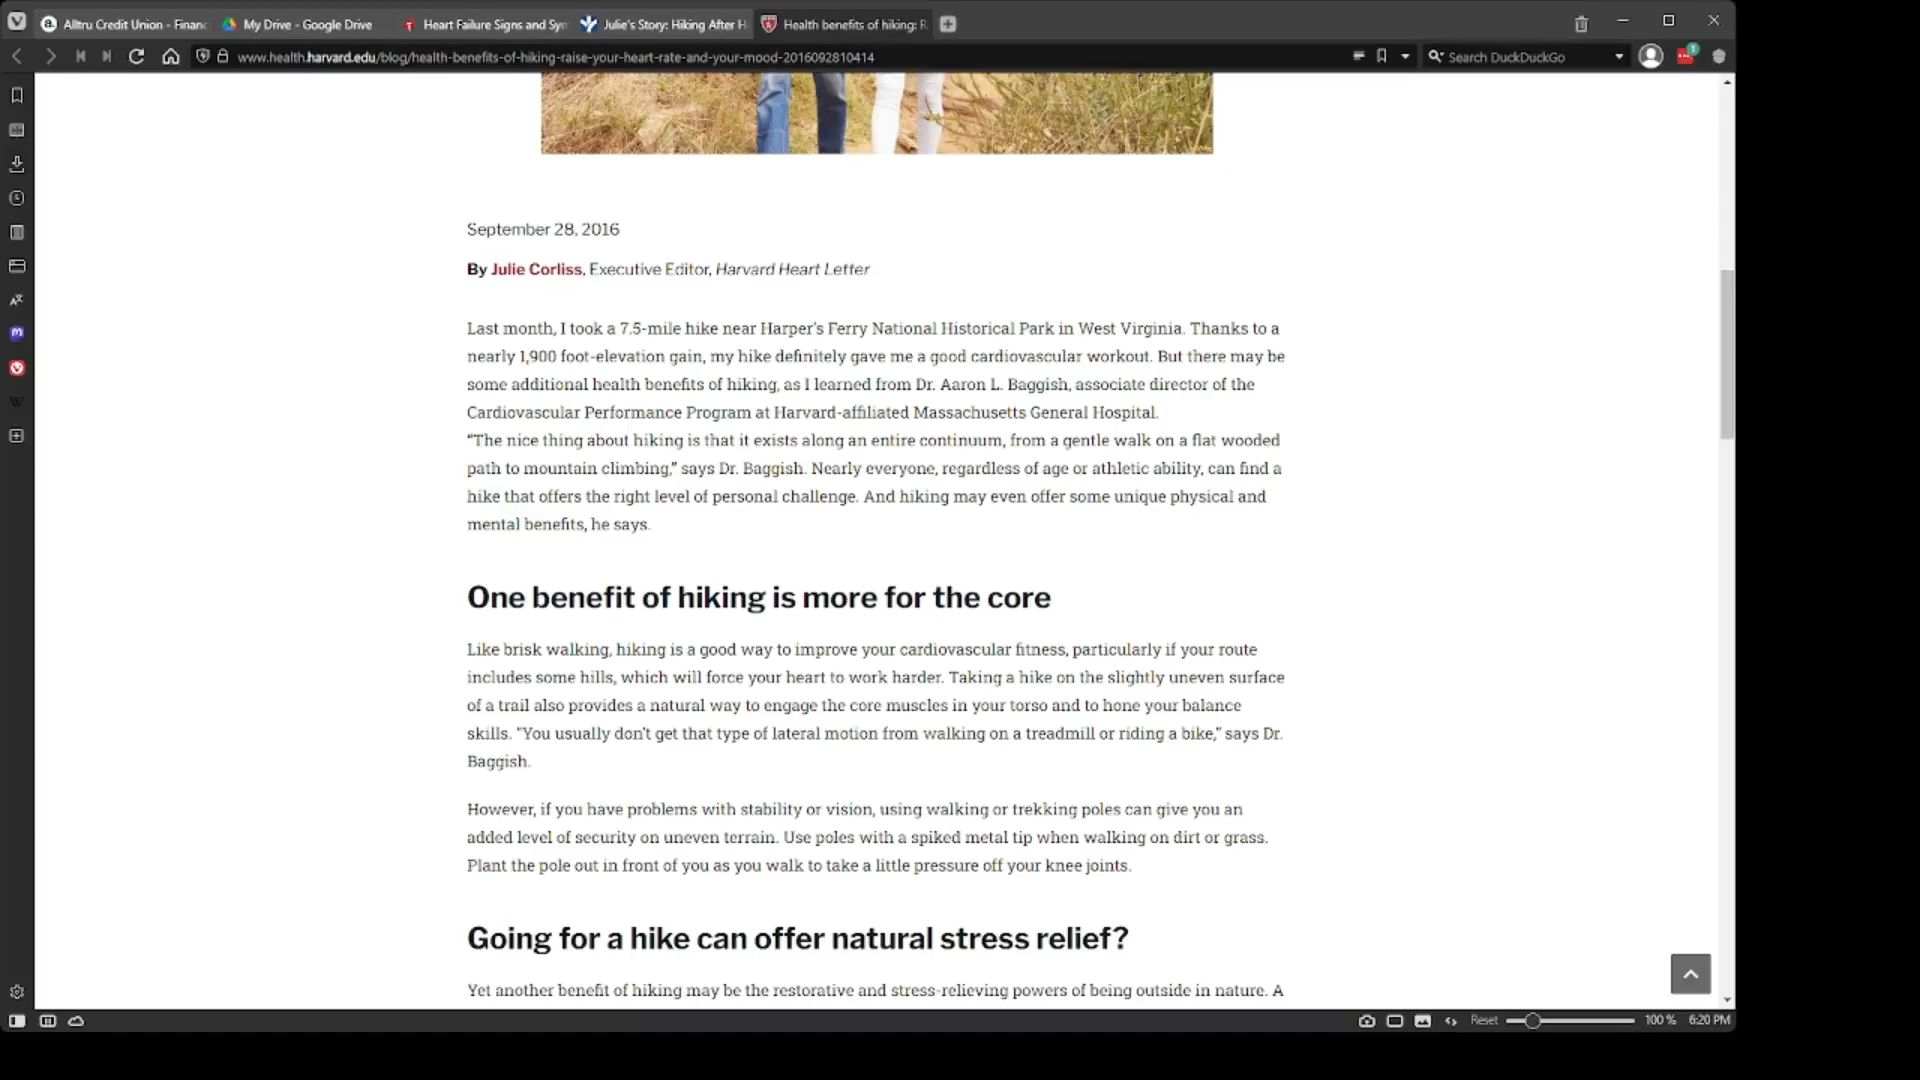 Alltru Credit Union - Financ
My Drive - Google Drive
Heart Failure Signs and Sym
Julie's Story: Hiking After H
Health benefits of hiking: R
www.health.harvard.edu/blog/health-benefits-of-hiking-raise-your-heart-rate-and-your-mood-2016092810414
Search DuckDuckGo
1
September 28, 2016
By Julie Corliss, Executive Editor, Harvard Heart Letter
Last month, I took a 7.5-mile hike near Harper's Ferry National Historical Park in West Virginia. Thanks to a
nearly 1,900 foot-elevation gain, my hike definitely gave me a good cardiovascular workout. But there may be
some additional health benefits of hiking, as I learned from Dr. Aaron L. Baggish, associate director of the
Cardiovascular Performance Program at Harvard-affiliated Massachusetts General Hospital.
“The nice thing about hiking is that it exists along an entire continuum, from a gentle walk on a flat wooded
path to mountain climbing,” says Dr. Baggish. Nearly everyone, regardless of age or athletic ability, can find a
hike that offers the right level of personal challenge. And hiking may even offer some unique physical and
mental benefits, he says.
One benefit of hiking is more for the core
Like brisk walking, hiking is a good way to improve your cardiovascular fitness, particularly if your route
includes some hills, which will force your heart to work harder. Taking a hike on the slightly uneven surface
of a trail also provides a natural way to engage the core muscles in your torso and to hone your balance
skills. “You usually don't get that type of lateral motion from walking on a treadmill or riding a bike,” says Dr.
Baggish.
However, if you have problems with stability or vision, using walking or trekking poles can give you an
added level of security on uneven terrain. Use poles with a spiked metal tip when walking on dirt or grass.
Plant the pole out in front of you as you walk to take a little pressure off your knee joints.
Going for a hike can offer natural stress relief?
Yet another benefit of hiking may be the restorative and stress-relieving powers of being outside in nature. A
Reset
100 %
6:20 PM